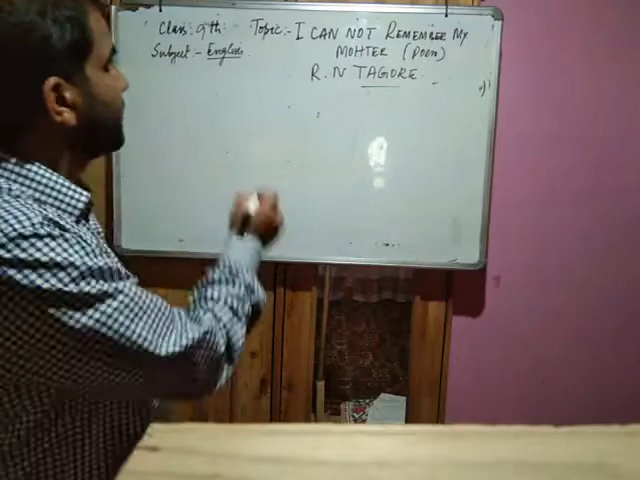 Class:- 9th Topic:- I CAN NOT REMEMBER MY
Subject:- English MOHTER (Poem)
R. N TAGORE.